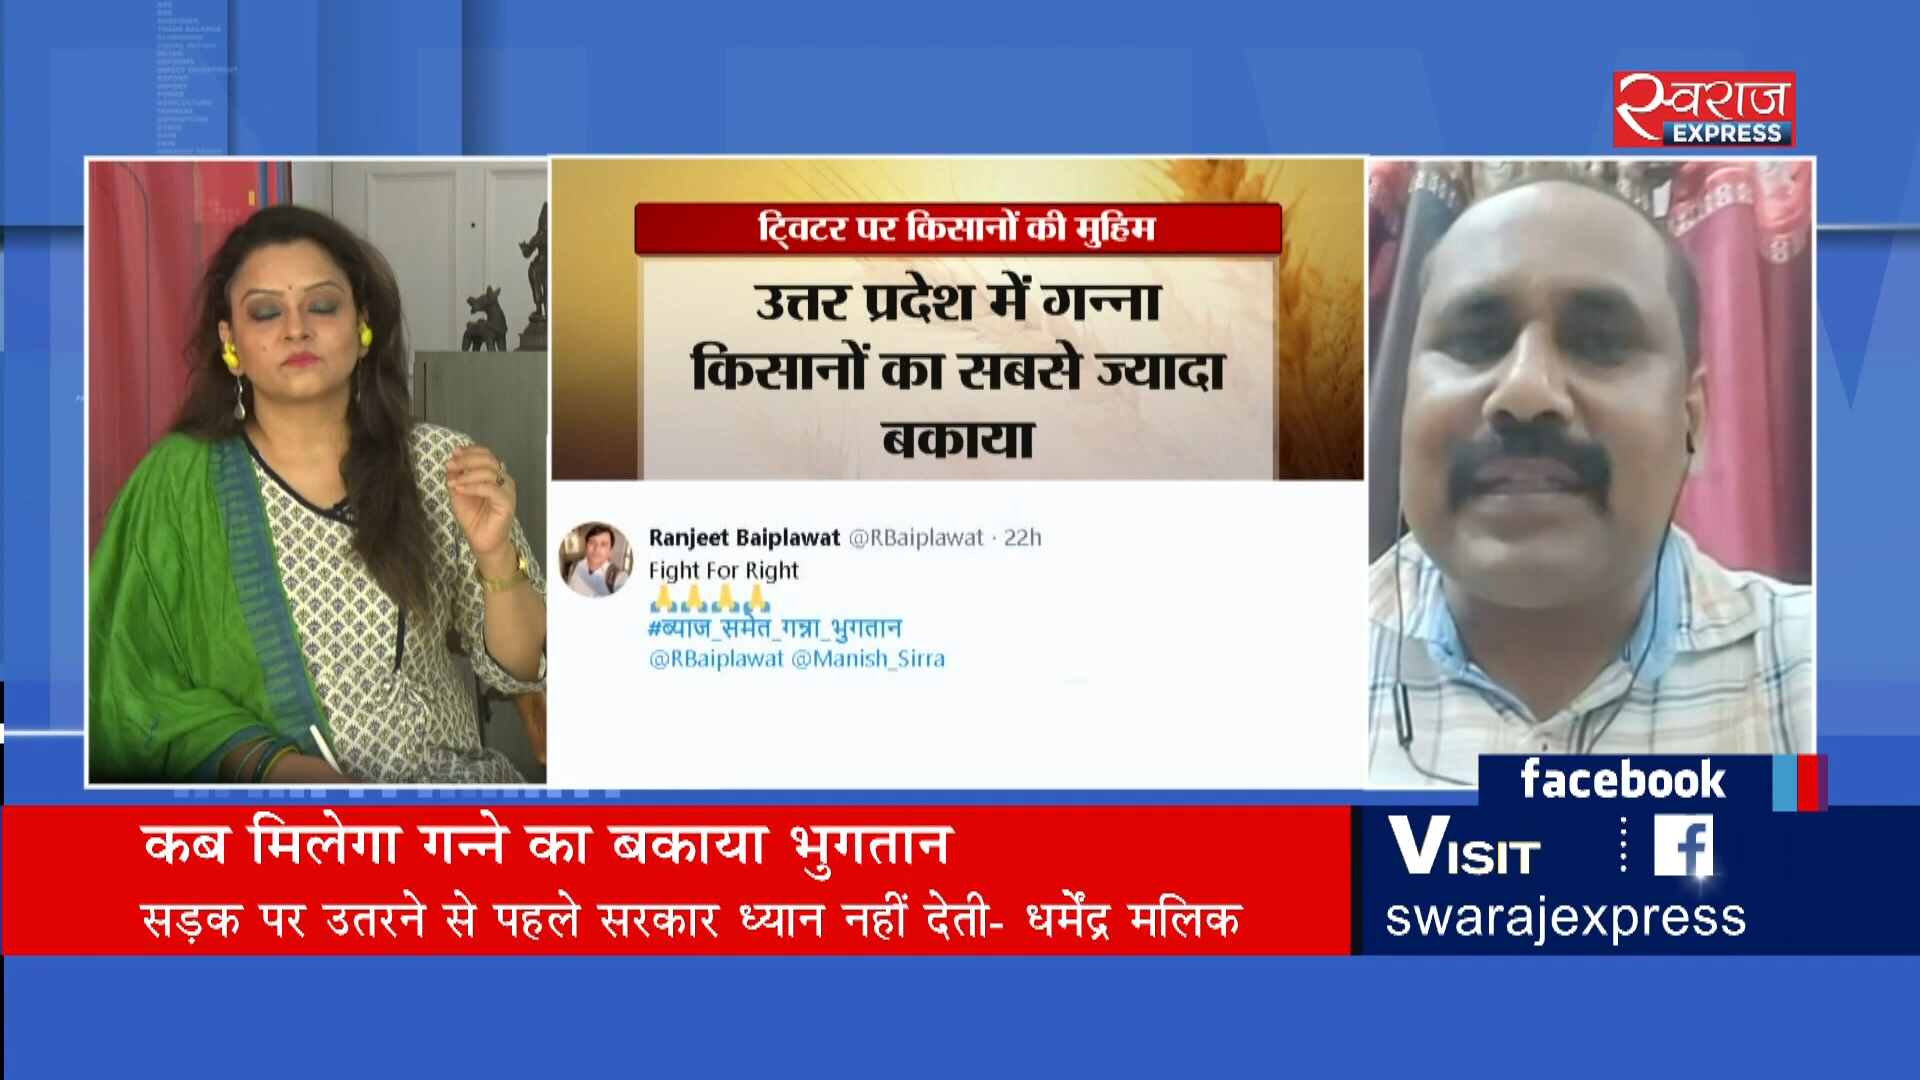 स्वराज
EXPRESS
ट्विटर पर किसानों की मुहिम
उत्तर प्रदेश में गन्ना
किसानों का सबसे ज्यादा
बकाया
Ranjeet Baiplawat @RBaiplawat · 22h
Fight For Right
🙏🙏🙏🙏
#ब्याज_समेत_गन्ना_भुगतान
@RBaiplawat @Manish_Sirra
facebook
कब मिलेगा गन्ने का बकाया भुगतान
सड़क पर उतरने से पहले सरकार ध्यान नहीं देती- धर्मेंद्र मलिक
VISIT
swarajexpress